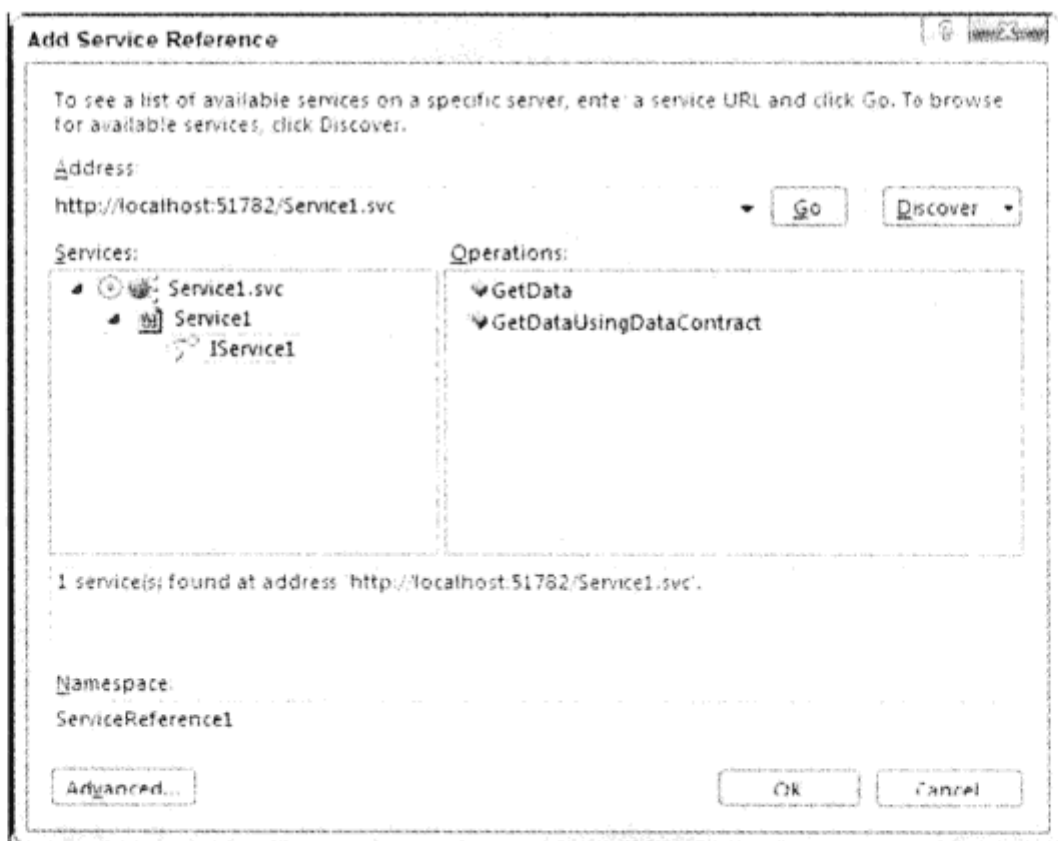 Add Service Reference
To see a list of available services on a specific server, enter a service URL and click Go. To browse
for available services, click Discover.
Address:
http://localhost:51782/Service1.svc
Go
Discover
Services:
Operations:
Service1.svc
Service1
IService1
GetData
GetDataUsingDataContract
1 service(s) found at address 'http://localhost:51782/Service1.svc'.
Namespace:
ServiceReference1
Advanced...
OK
Cancel